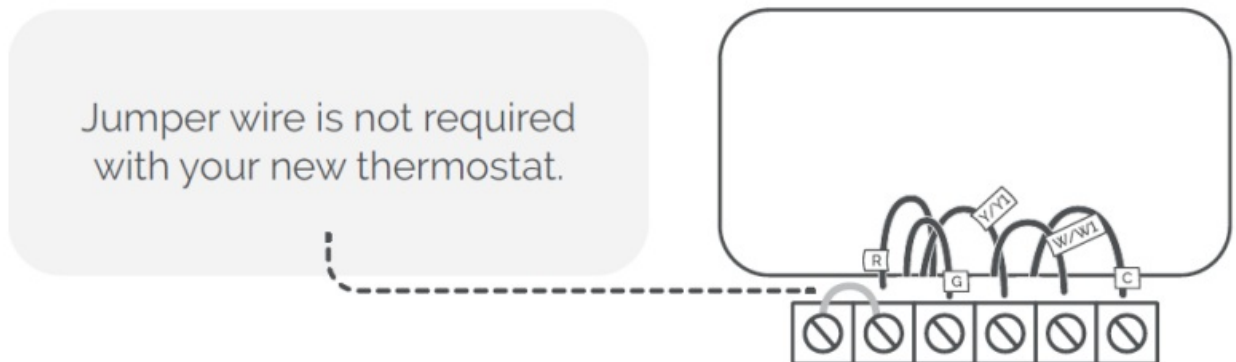 Jumper wire is not required
with your new thermostat.
R
G
Y/Y1
W/W1
C